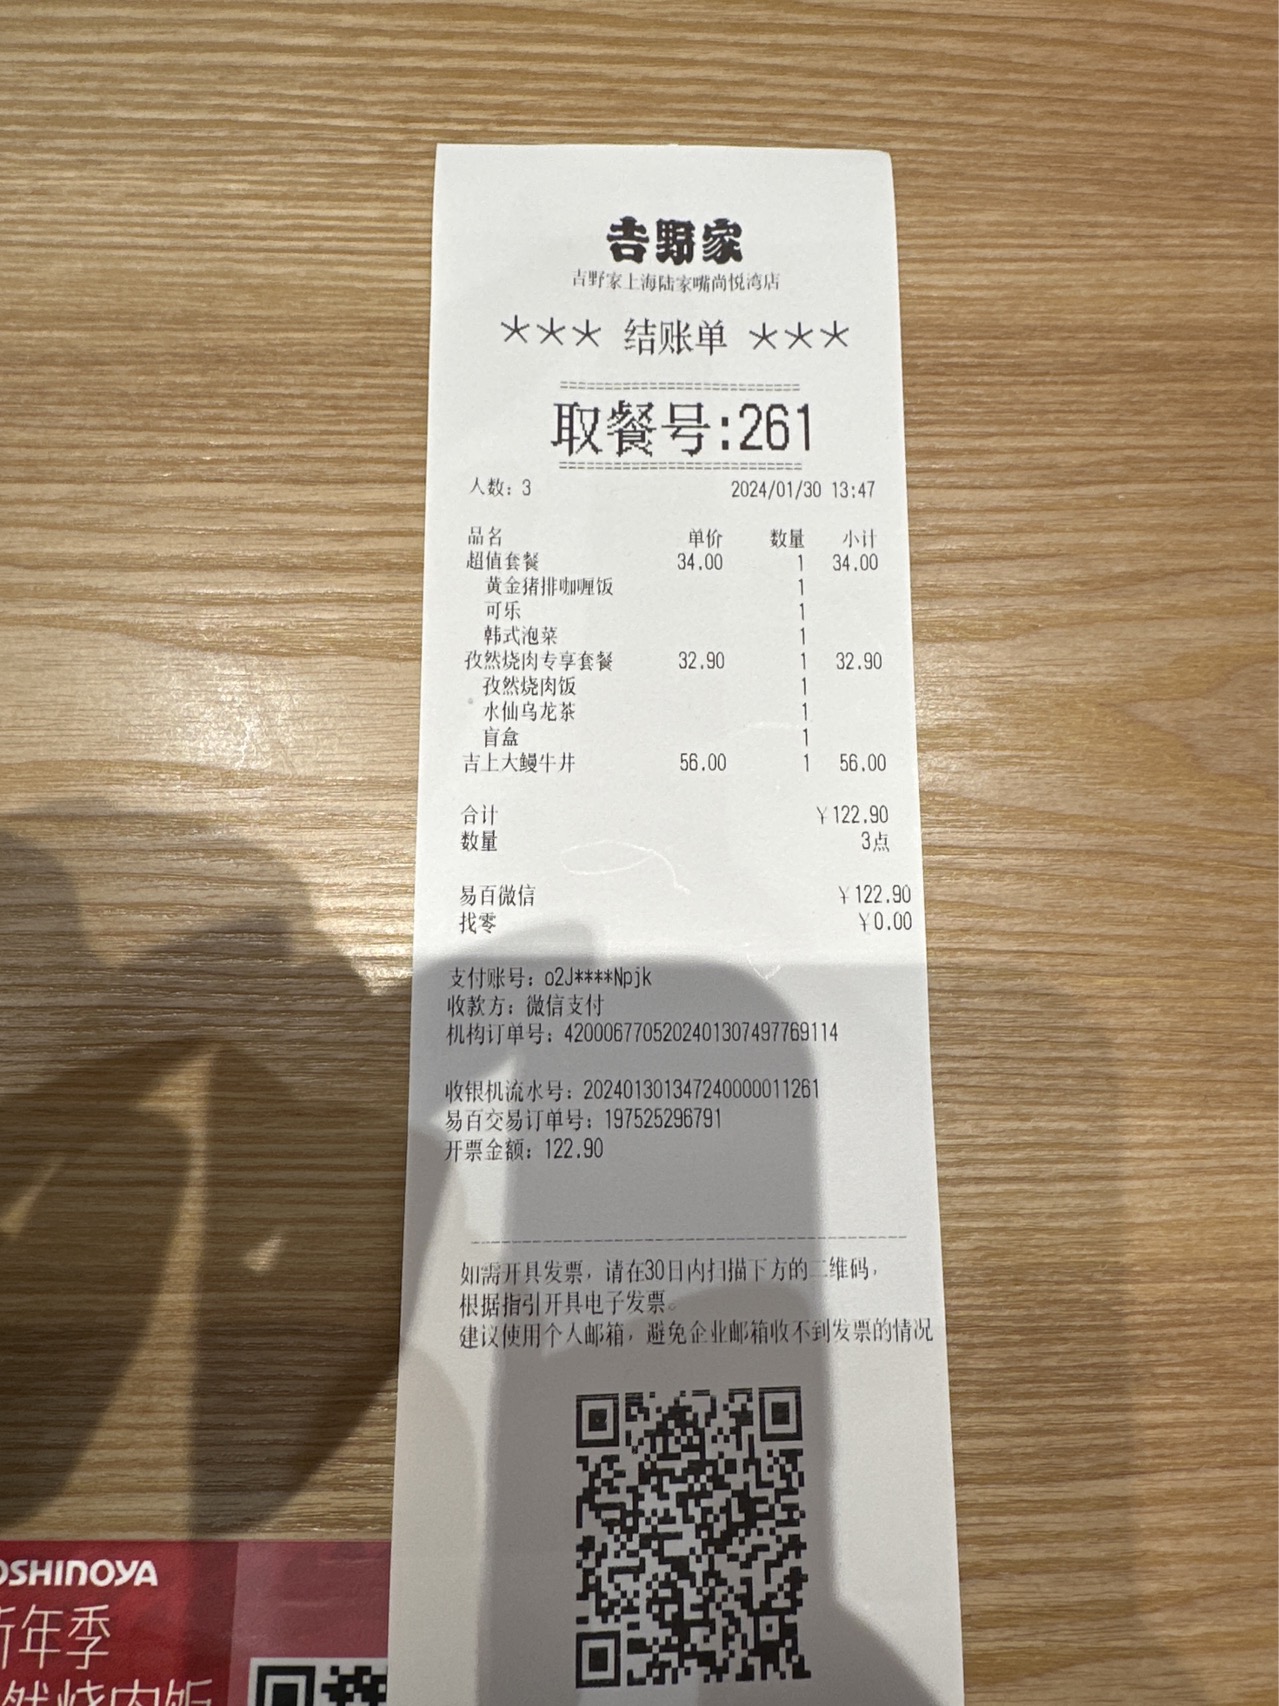 吉野家
吉野家上海陆家嘴尚悦湾店
*** 结账单 ***
========================
取餐号:261
========================
人数: 3 2024/01/30 13:47
品名 单价 数量 小计
超值套餐 34.00 1 34.00
黄金猪排咖喱饭 1
可乐 1
韩式泡菜 1
孜然烧肉专享套餐 32.90 1 32.90
孜然烧肉饭 1
水仙乌龙茶 1
盲盒 1
吉上大鳗牛丼 56.00 1 56.00
合计 ¥122.90
数量 3点
易百微信 ¥122.90
找零 ¥0.00
支付账号: o2J****Npjk
收款方: 微信支付
机构订单号: 4200067705202401307497769114
收银机流水号: 202401301347240000011261
易百交易订单号: 197525296791
开票金额: 122.90
如需开具发票, 请在30日内扫描下方的二维码,
根据指引开具电子发票。
建议使用个人邮箱, 避免企业邮箱收不到发票的情况
OSHINOYA
新年季
然烧肉饭